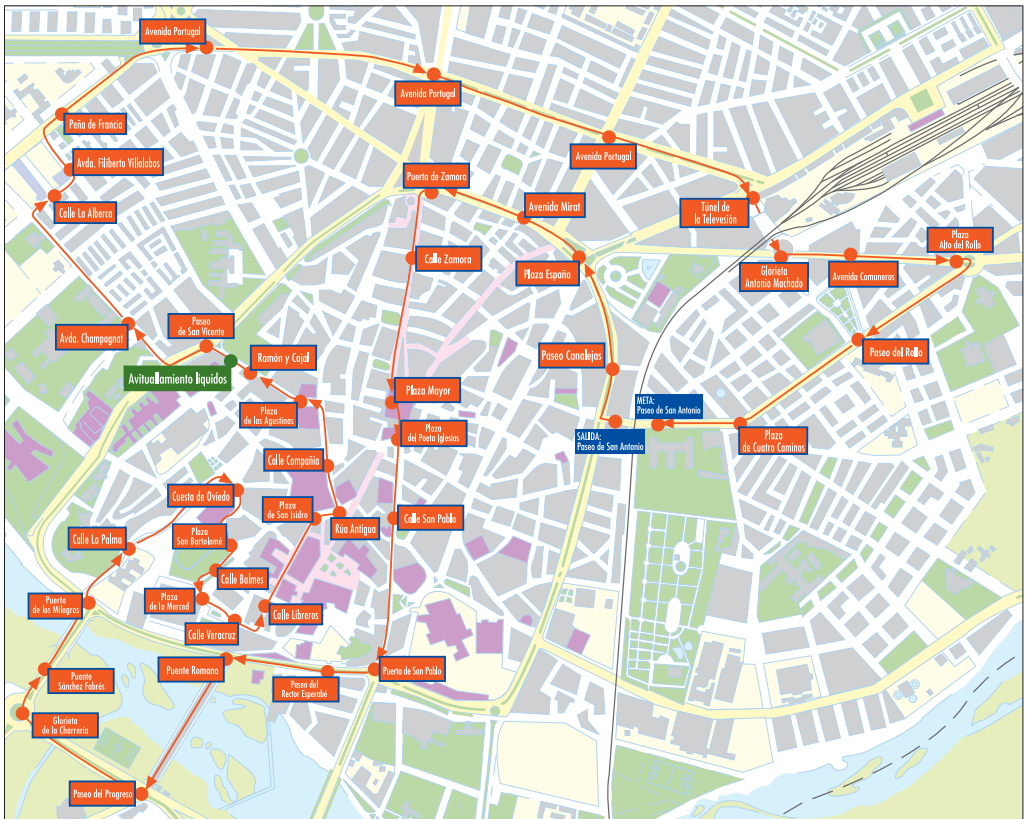 Avenida Portugal
Avenida Portugal
Peña de Francia
Avenida Portugal
Avda. Filiberto Villalobos
Puerta de Zamora
Calle La Alberca
Avenida Mirat
Túnel de
la Televesión
Plaza
Alto del Rollo
Calle Zamora
Plaza España
Glorieta
Antonio Machado
Avenida Comuneros
Paseo
de San Vicente
Avda. Champagnat
Ramón y Cajal
Paseo Canalejas
Paseo del Rollo
Avituallamiento líquidos
Plaza Mayor
META:
Paseo de San Antonio
Plaza
de las Agustinas
Plaza
del Poeta Iglesias
SALIDA:
Paseo de San Antonio
Plaza
de Cuatro Caminos
Calle Compañia
Cuesta de Oviedo
Plaza
de San Isidro
Rúa Antigua
Calle San Pablo
Calle La Palma
Plaza
San Bartolomé
Calle Balmes
Puerta
de los Milagros
Plaza
de la Merced
Calle Libreros
Calle Veracruz
Puente Romano
Puerta de San Pablo
Puente
Sánchez Fabrés
Paseo del
Rector Esperabé
Glorieta
de la Charrería
Paseo del Progreso